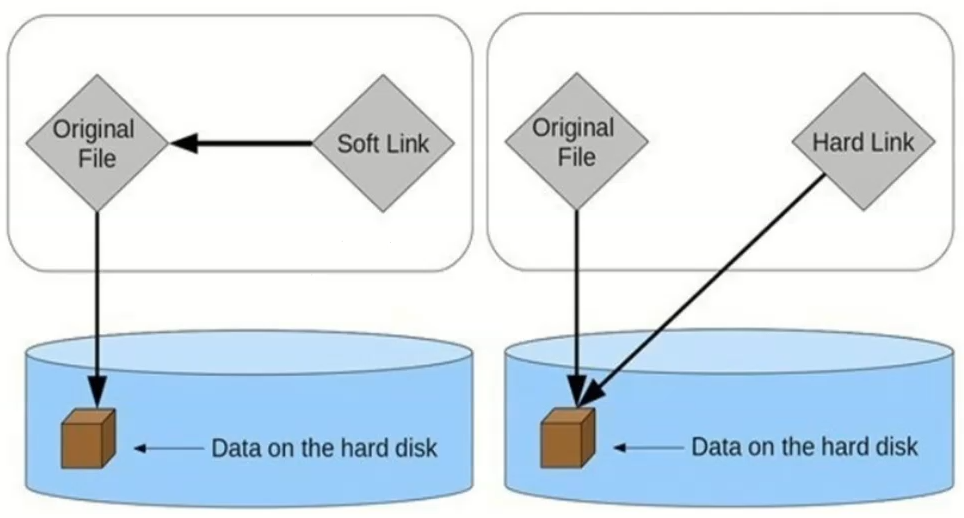 Original
File
Soft Link
Data on the hard disk
Original
File
Hard Link
Data on the hard disk